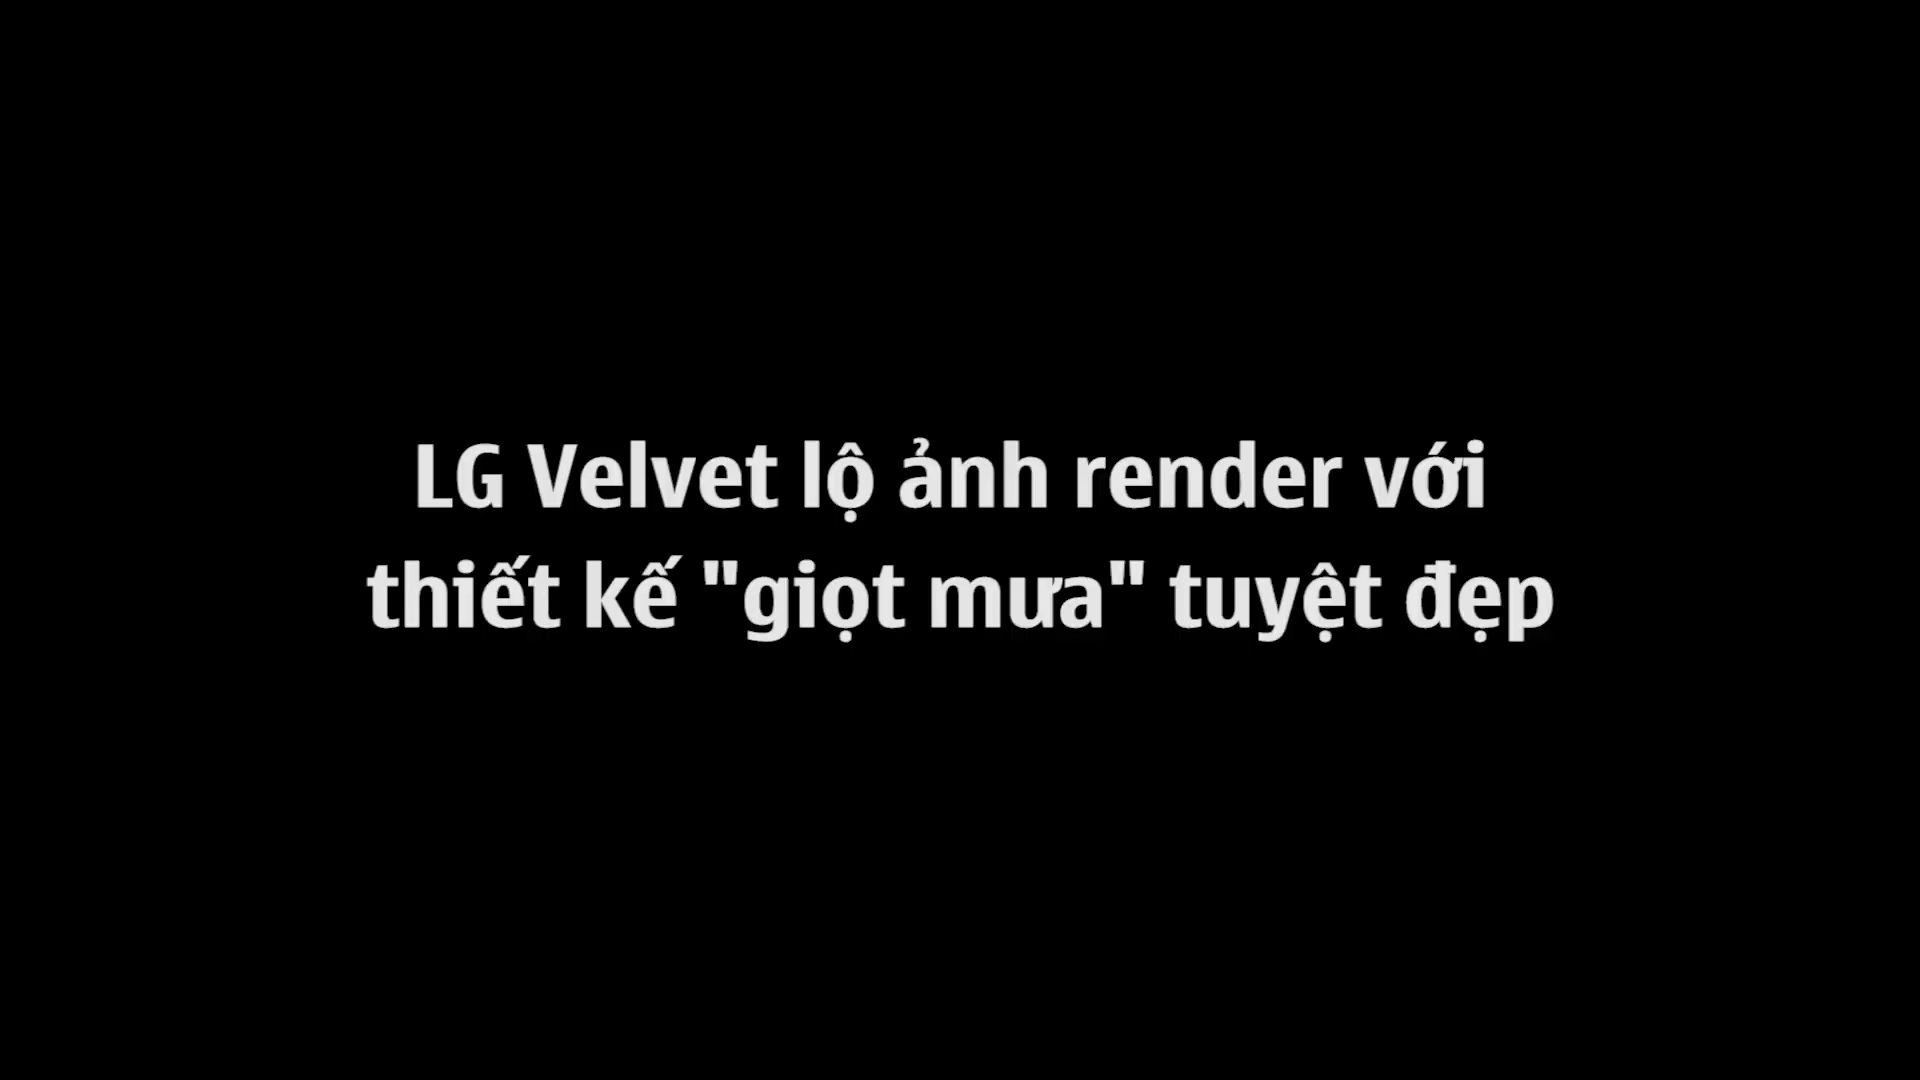 LG Velvet lộ ảnh render với
thiết kế "giọt mưa" tuyệt đẹp